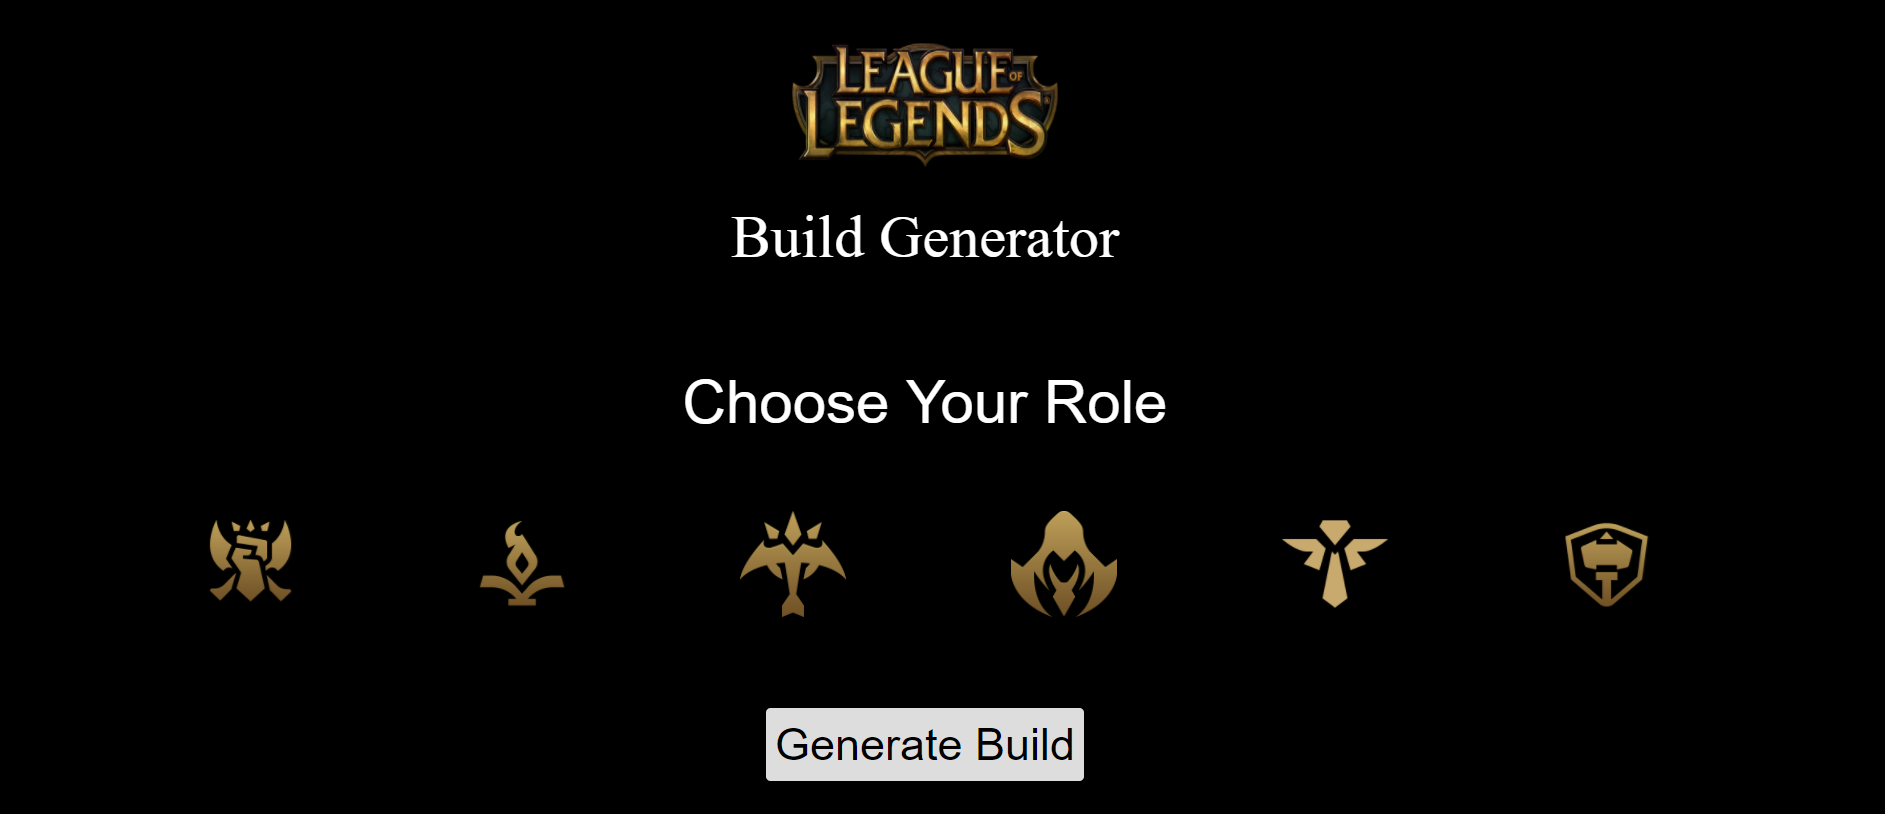 LEAGUE OF
LEGENDS
Build Generator
Choose Your Role
Generate Build